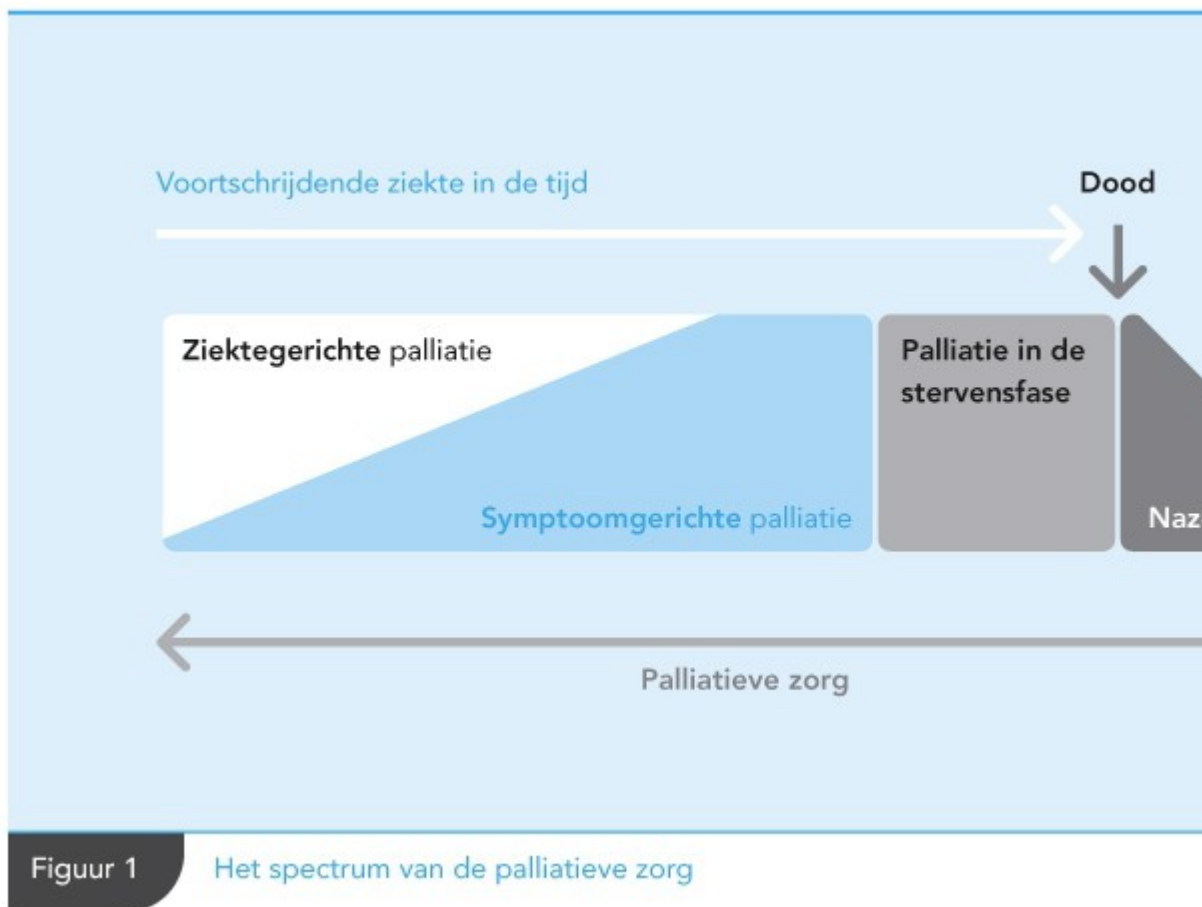 Voortschrijdende ziekte in de tijd
Dood
Ziektegerichte palliatie
Palliatie in de
stervensfase
Symptoomgerichte palliatie
Naz
Palliatieve zorg
Figuur 1
Het spectrum van de palliatieve zorg